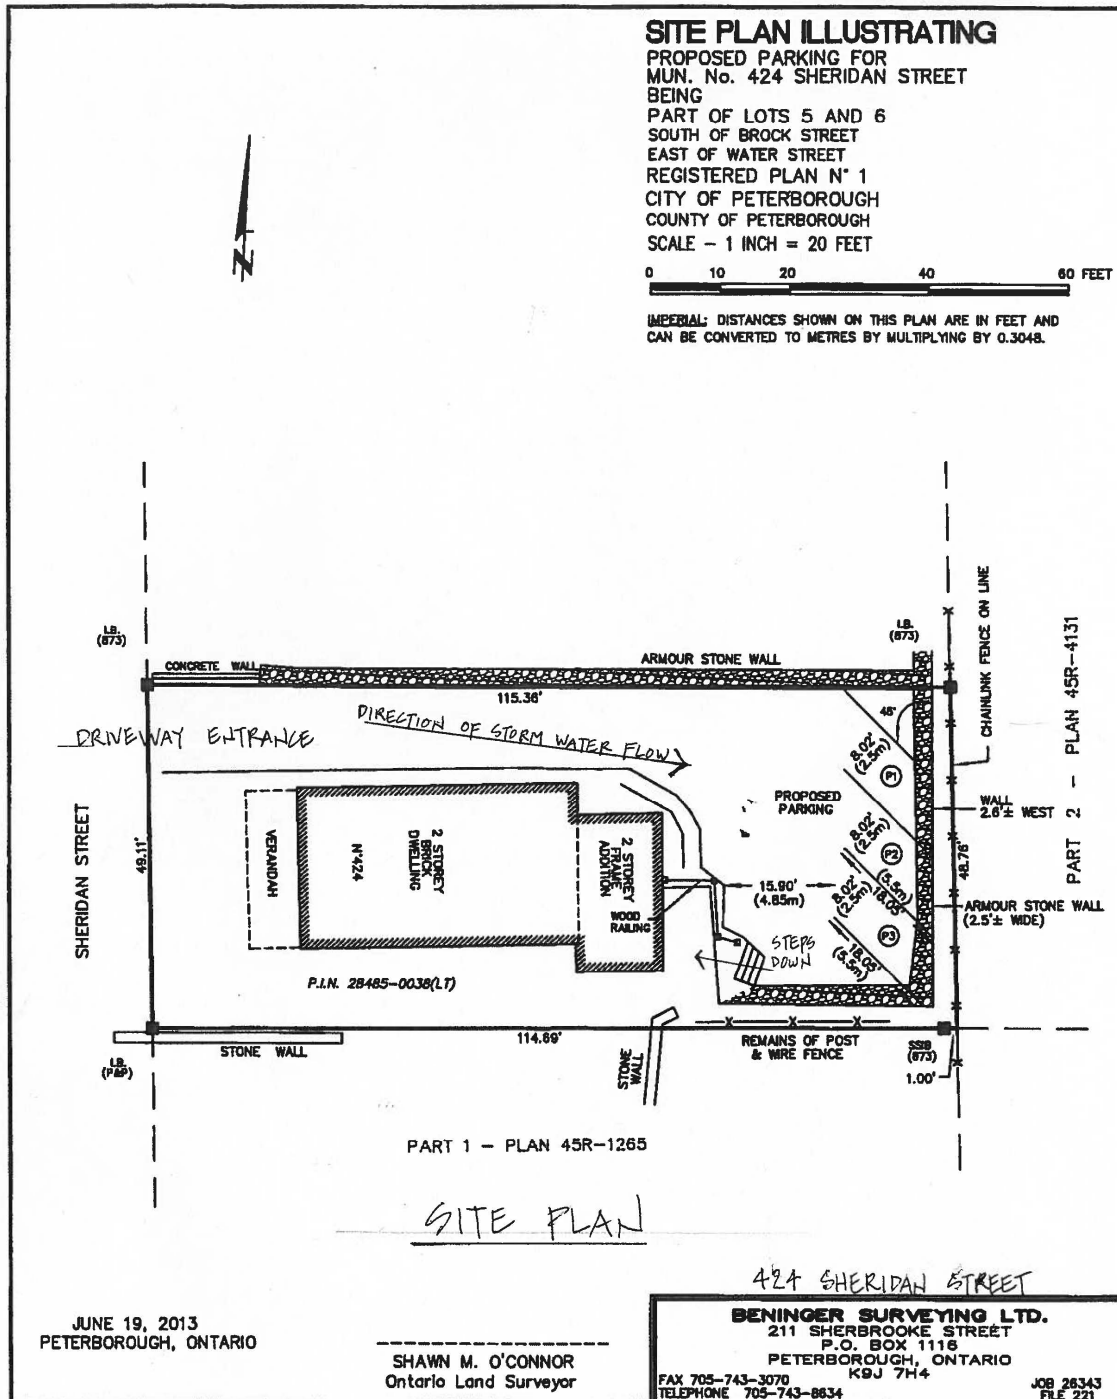 SITE PLAN ILLUSTRATING
PROPOSED PARKING FOR
MUN. No. 424 SHERIDAN STREET
BEING
PART OF LOTS 5 AND 6
SOUTH OF BROCK STREET
EAST OF WATER STREET
REGISTERED PLAN N° 1
CITY OF PETERBOROUGH
COUNTY OF PETERBOROUGH
SCALE - 1 INCH = 20 FEET
0 10 20 40 60 FEET
IMPERIAL: DISTANCES SHOWN ON THIS PLAN ARE IN FEET AND
CAN BE CONVERTED TO METRES BY MULTIPLYING BY 0.3048.
N
I.B.
(873)
I.B.
(873)
CHAINLINK FENCE ON LINE
PART 2 - PLAN 45R-4131
CONCRETE WALL
ARMOUR STONE WALL
115.36'
45'
DIRECTION OF STORM WATER FLOW
DRIVEWAY ENTRANCE
8.02'
(2.5m)
P1
PROPOSED
PARKING
WALL
2.6'± WEST
SHERIDAN STREET
49.11'
VERANDAH
N°424
2 STOREY
BRICK
DWELLING
2 STOREY
FRAME
ADDITION
8.02'
(2.5m)
P2
48.76'
(5.5m)
18.05'
15.90'
(4.85m)
8.02'
(2.5m)
ARMOUR STONE WALL
(2.5'± WIDE)
WOOD
RAILING
P3
STEPS
DOWN
18.05'
(5.5m)
P.I.N. 28485-0038(LT)
STONE WALL
114.69'
REMAINS OF POST
& WIRE FENCE
SSIB
(873)
1.00'
I.B.
(P&P)
STONE
WALL
PART 1 - PLAN 45R-1265
SITE PLAN
424 SHERIDAN STREET
JUNE 19, 2013
PETERBOROUGH, ONTARIO
SHAWN M. O'CONNOR
Ontario Land Surveyor
BENINGER SURVEYING LTD.
211 SHERBROOKE STREET
P.O. BOX 1116
PETERBOROUGH, ONTARIO
K9J 7H4
FAX 705-743-3070
TELEPHONE 705-743-8634
JOB 26343
FILE 221